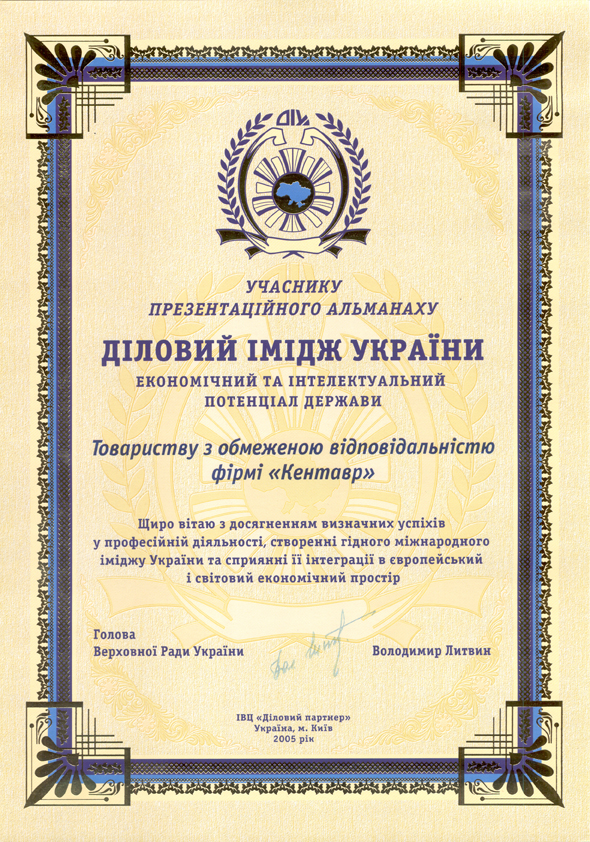 ДІУ
УЧАСНИКУ
ПРЕЗЕНТАЦІЙНОГО АЛЬМАНАХУ
ДІЛОВИЙ ІМІДЖ УКРАЇНИ
ЕКОНОМІЧНИЙ ТА ІНТЕЛЕКТУАЛЬНИЙ
ПОТЕНЦІАЛ ДЕРЖАВИ
Товариству з обмеженою відповідальністю
фірмі «Кентавр»
Щиро вітаю з досягненням визначних успіхів
у професійній діяльності, створенні гідного міжнародного
іміджу України та сприянні її інтеграції в європейський
і світовий економічний простір
Голова
Верховної Ради України
Володимир Литвин
ІВЦ «Діловий партнер»
Україна, м. Київ
2005 рік